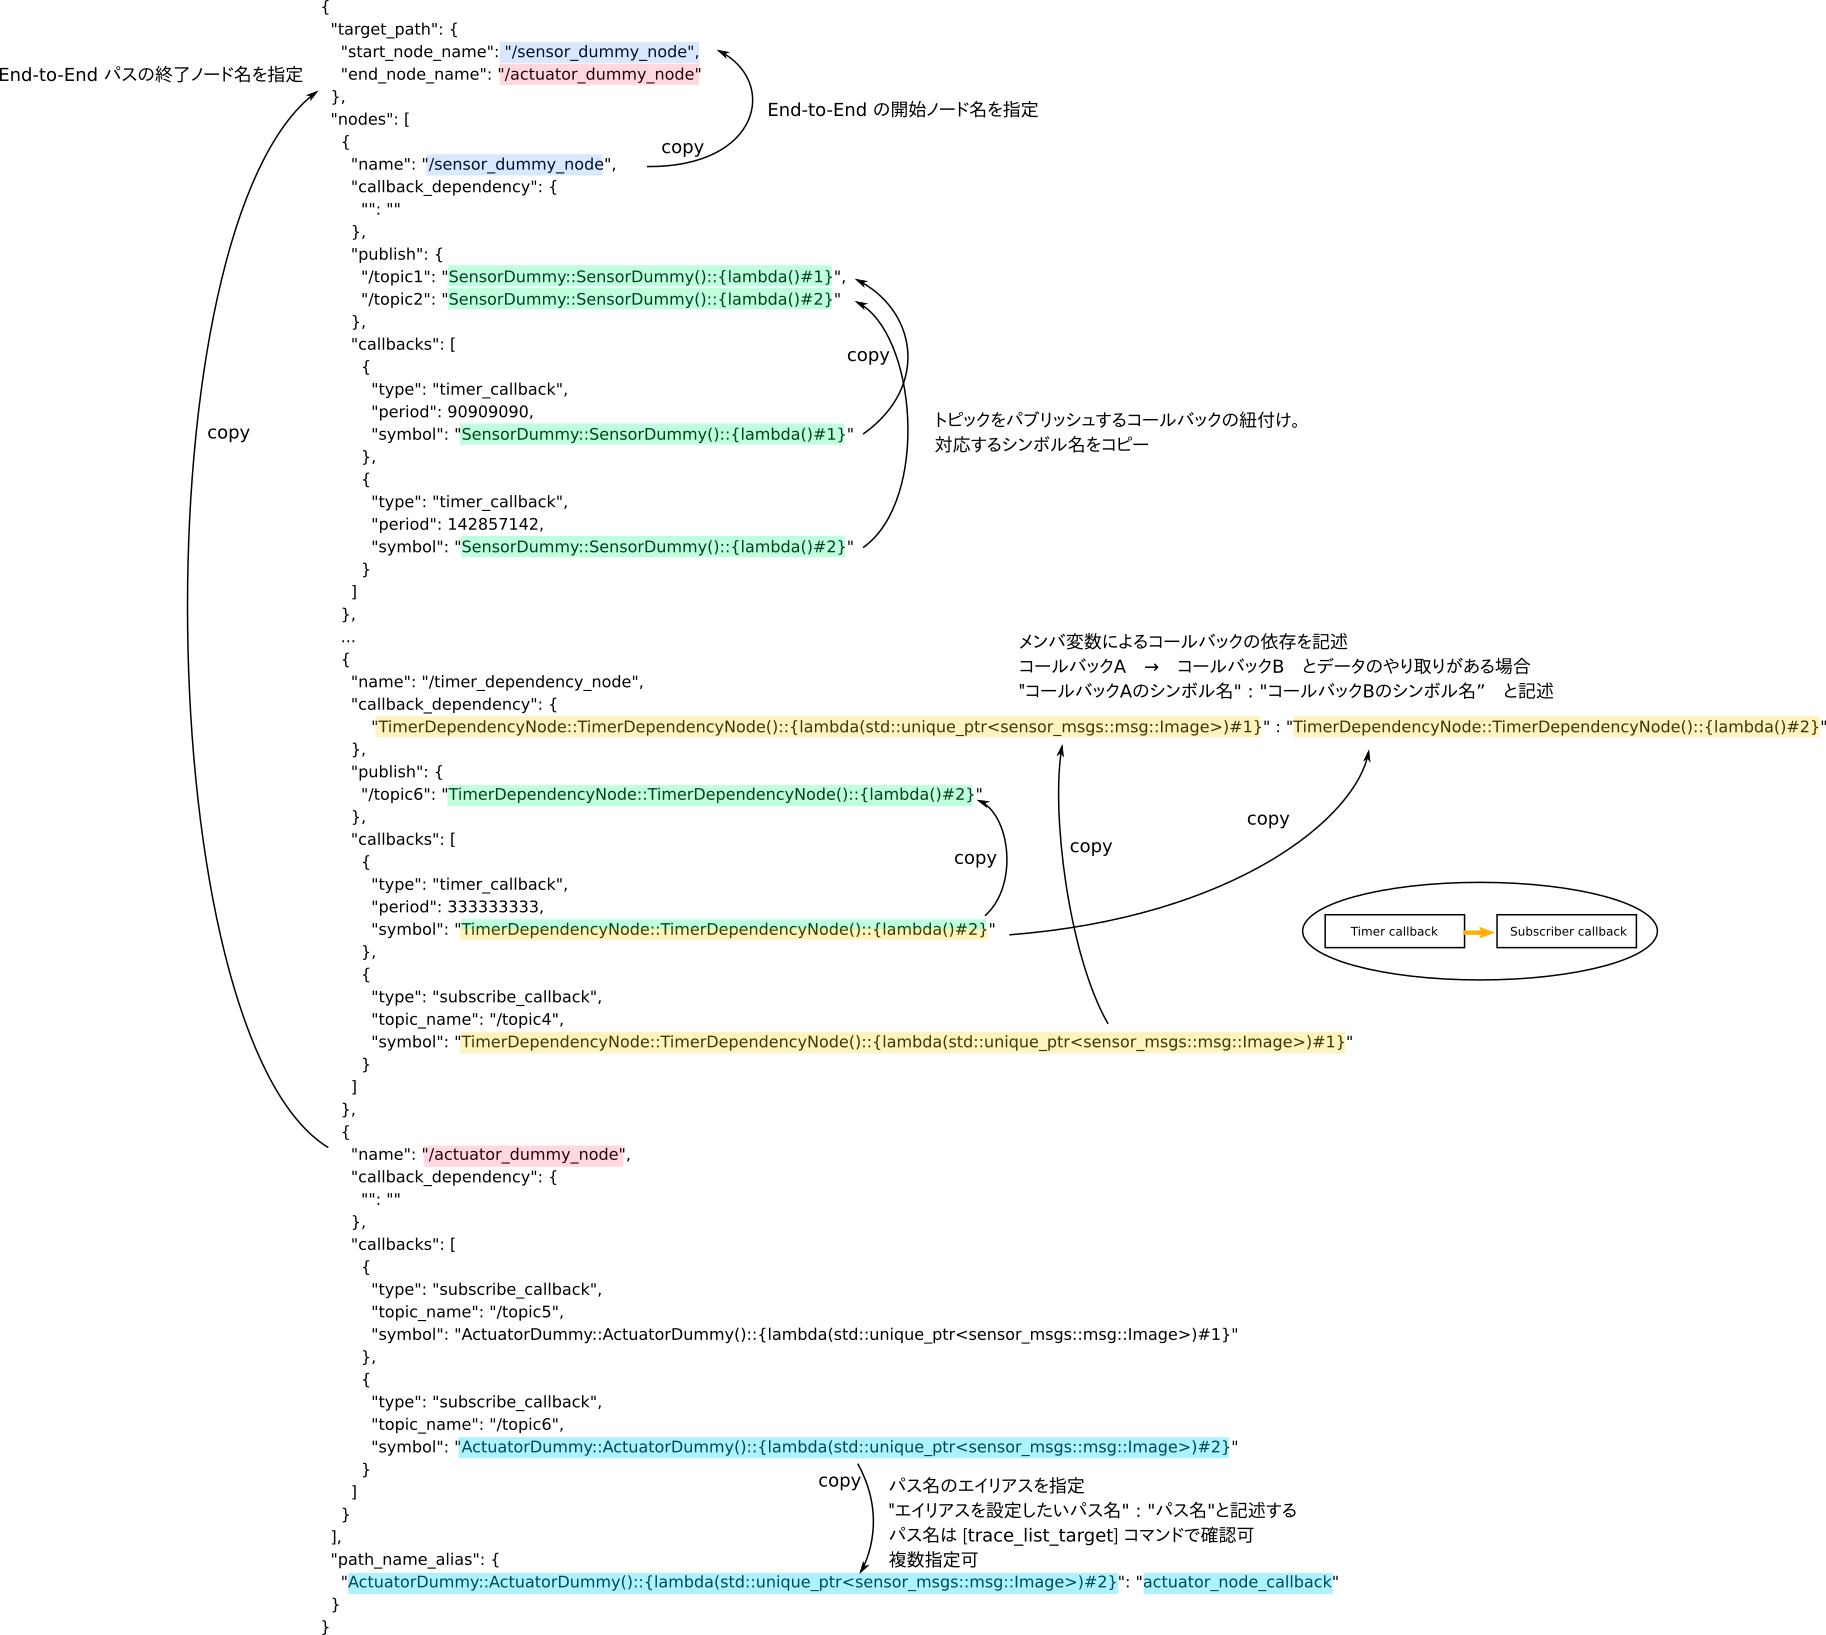 {
"target_path": {
"start_node_name": "/sensor_dummy_node",
"end_node_name": "/actuator_dummy_node"
End-to-End パスの終了ノード名を指定
},
End-to-End の開始ノード名を指定
"nodes": [
{
copy
"name": "/sensor_dummy_node",
"callback_dependency": {
"": ""
},
"publish": {
"/topic1": "SensorDummy::SensorDummy()::{lambda()#1}",
"/topic2": "SensorDummy::SensorDummy()::{lambda()#2}"
},
"callbacks": [
copy
{
"type": "timer_callback",
"period": 90909090,
"symbol": "SensorDummy::SensorDummy()::{lambda()#1}"
copy
トピックをパブリッシュするコールバックの紐付け。
対応するシンボル名をコピー
},
{
"type": "timer_callback",
"period": 142857142,
"symbol": "SensorDummy::SensorDummy()::{lambda()#2}"
}
]
},
...
メンバ変数によるコールバックの依存を記述
コールバックA　→　コールバックB　とデータのやり取りがある場合
"コールバックAのシンボル名" : "コールバックBのシンボル名”　と記述
{
"name": "/timer_dependency_node",
"callback_dependency": {
"TimerDependencyNode::TimerDependencyNode()::{lambda(std::unique_ptr<sensor_msgs::msg::Image>)#1}" : "TimerDependencyNode::TimerDependencyNode()::{lambda()#2}"
},
"publish": {
"/topic6": "TimerDependencyNode::TimerDependencyNode()::{lambda()#2}"
},
copy
copy
"callbacks": [
{
copy
"type": "timer_callback",
"period": 333333333,
"symbol": "TimerDependencyNode::TimerDependencyNode()::{lambda()#2}"
Timer callback
Subscriber callback
},
{
"type": "subscribe_callback",
"topic_name": "/topic4",
"symbol": "TimerDependencyNode::TimerDependencyNode()::{lambda(std::unique_ptr<sensor_msgs::msg::Image>)#1}"
}
]
},
{
"name": "/actuator_dummy_node",
"callback_dependency": {
"": ""
},
"callbacks": [
{
"type": "subscribe_callback",
"topic_name": "/topic5",
"symbol": "ActuatorDummy::ActuatorDummy()::{lambda(std::unique_ptr<sensor_msgs::msg::Image>)#1}"
},
{
"type": "subscribe_callback",
"topic_name": "/topic6",
"symbol": "ActuatorDummy::ActuatorDummy()::{lambda(std::unique_ptr<sensor_msgs::msg::Image>)#2}"
}
copy
パス名のエイリアスを指定
"エイリアスを設定したいパス名" : "パス名"と記述する
パス名は [trace_list_target] コマンドで確認可
複数指定可
]
}
],
"path_name_alias": {
"ActuatorDummy::ActuatorDummy()::{lambda(std::unique_ptr<sensor_msgs::msg::Image>)#2}": "actuator_node_callback"
}
}